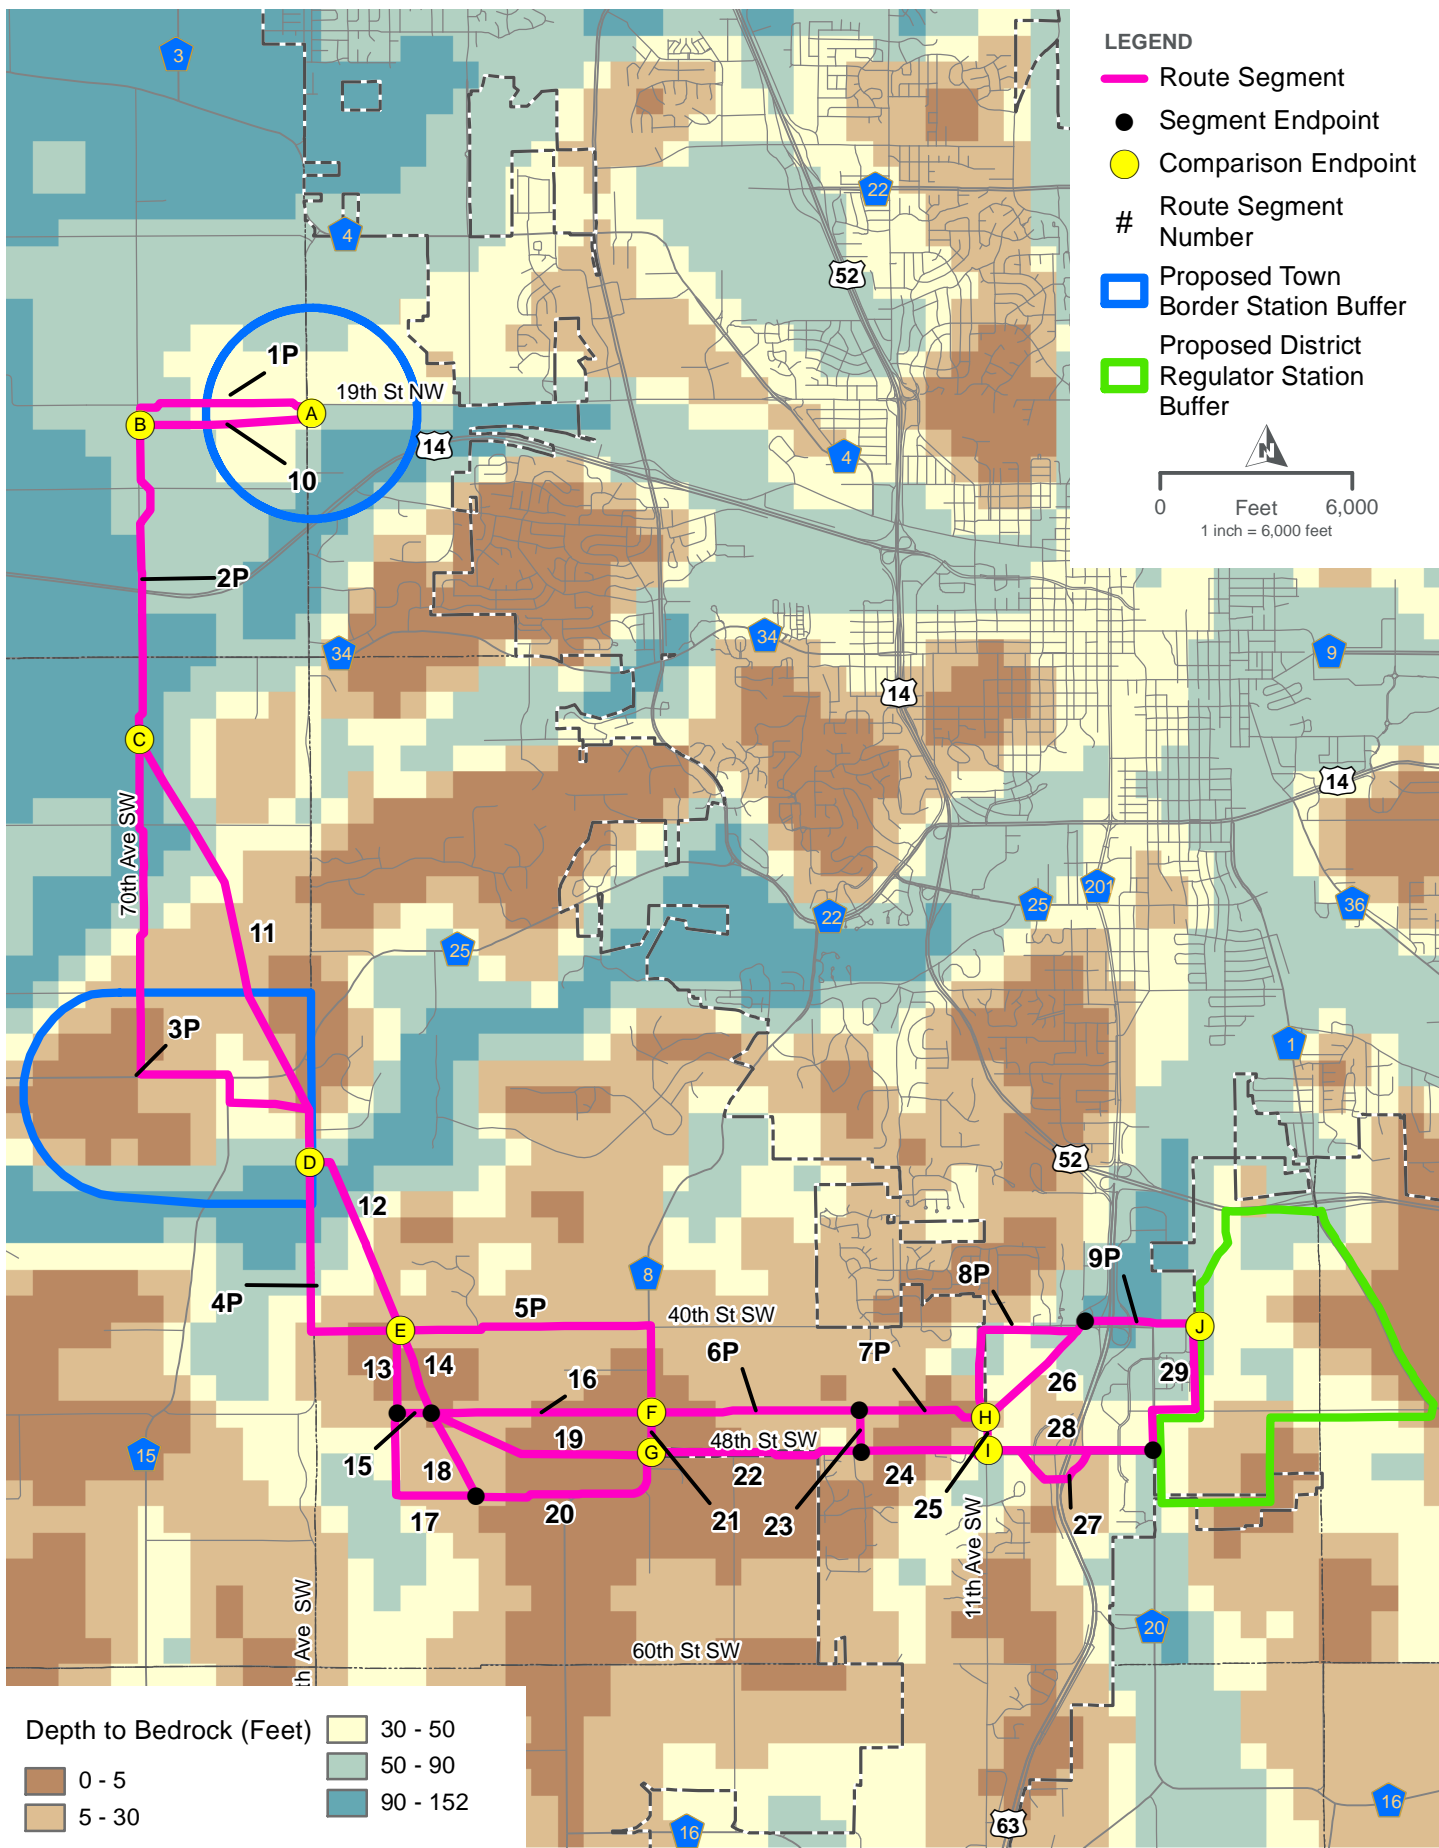 LEGEND
Route Segment
Segment Endpoint
Comparison Endpoint
#
Route Segment
Number
Proposed Town
Border Station Buffer
Proposed District
Regulator Station
Buffer
N
0 Feet 6,000
1 inch = 6,000 feet
3
4
22
52
1P
19th St NW
A
B
14
10
4
2P
34
34
9
14
C
14
70th Ave SW
11
25
22
25
201
36
3P
1
D
52
12
4P
8
9P
8P
5P
40th St SW
E
J
13
14
16
6P
7P
26
29
F
H
15
19
48th St SW
28
G
I
15
18
22
24
17
20
21
23
25
27
11th Ave SW
th Ave SW
60th St SW
20
63
16
16
Depth to Bedrock (Feet)
0 - 5
5 - 30
30 - 50
50 - 90
90 - 152